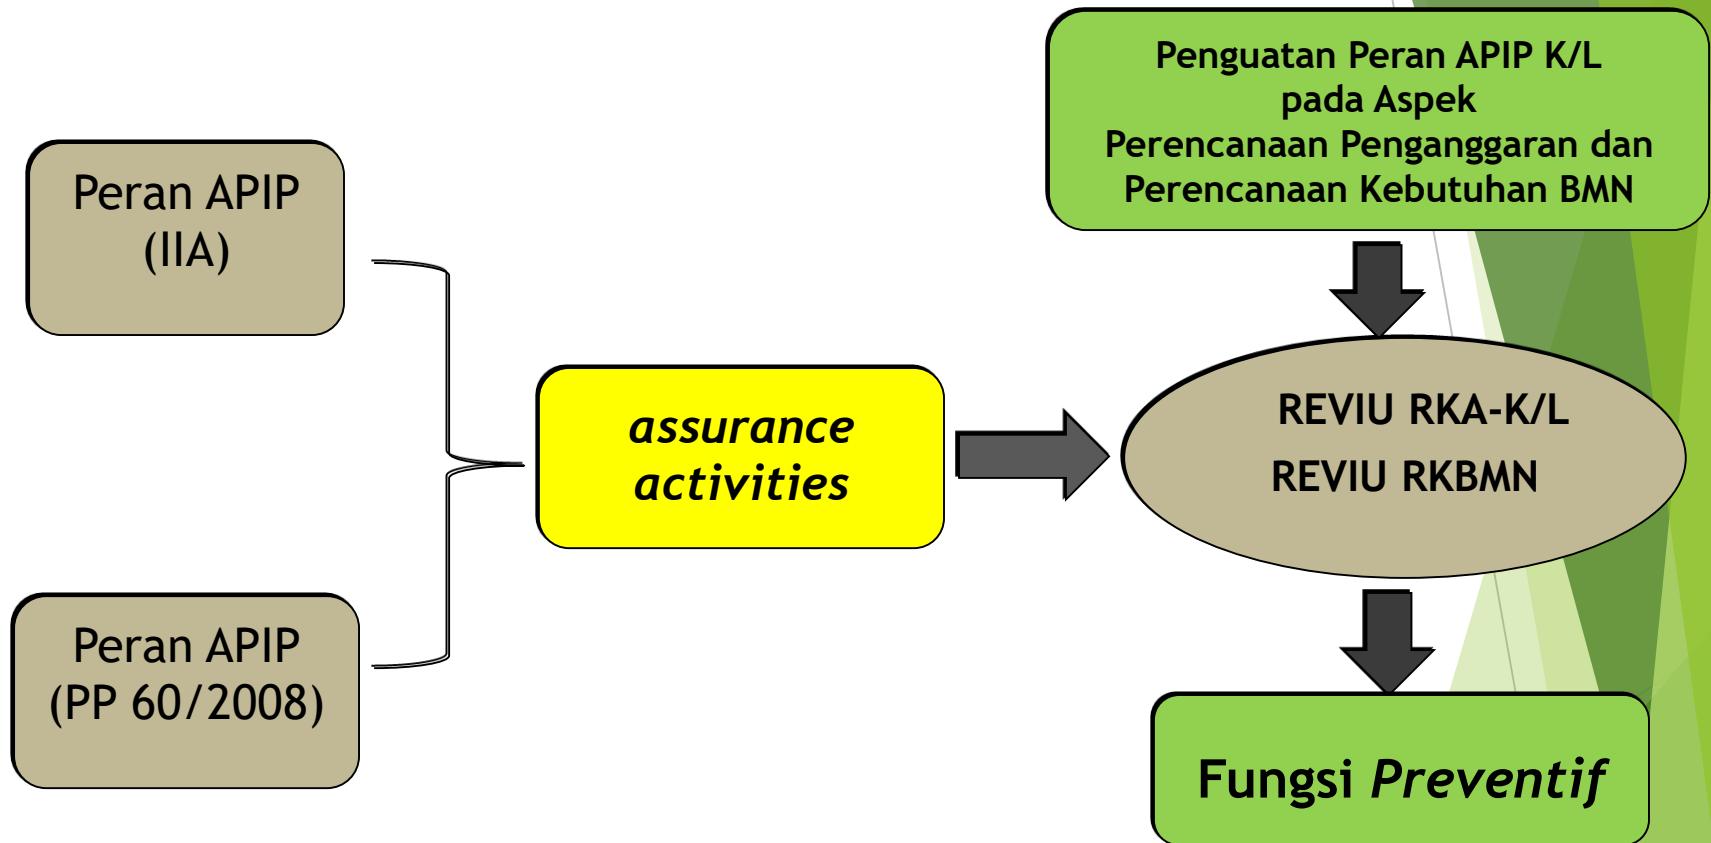 Peran APIP
(IIA)
Peran APIP
(PP 60/2008)
assurance
activities
Penguatan Peran APIP K/L
pada Aspek
Perencanaan Penganggaran dan
Perencanaan Kebutuhan BMN
REVIU RKA-K/L
REVIU RKBMN
Fungsi Preventif